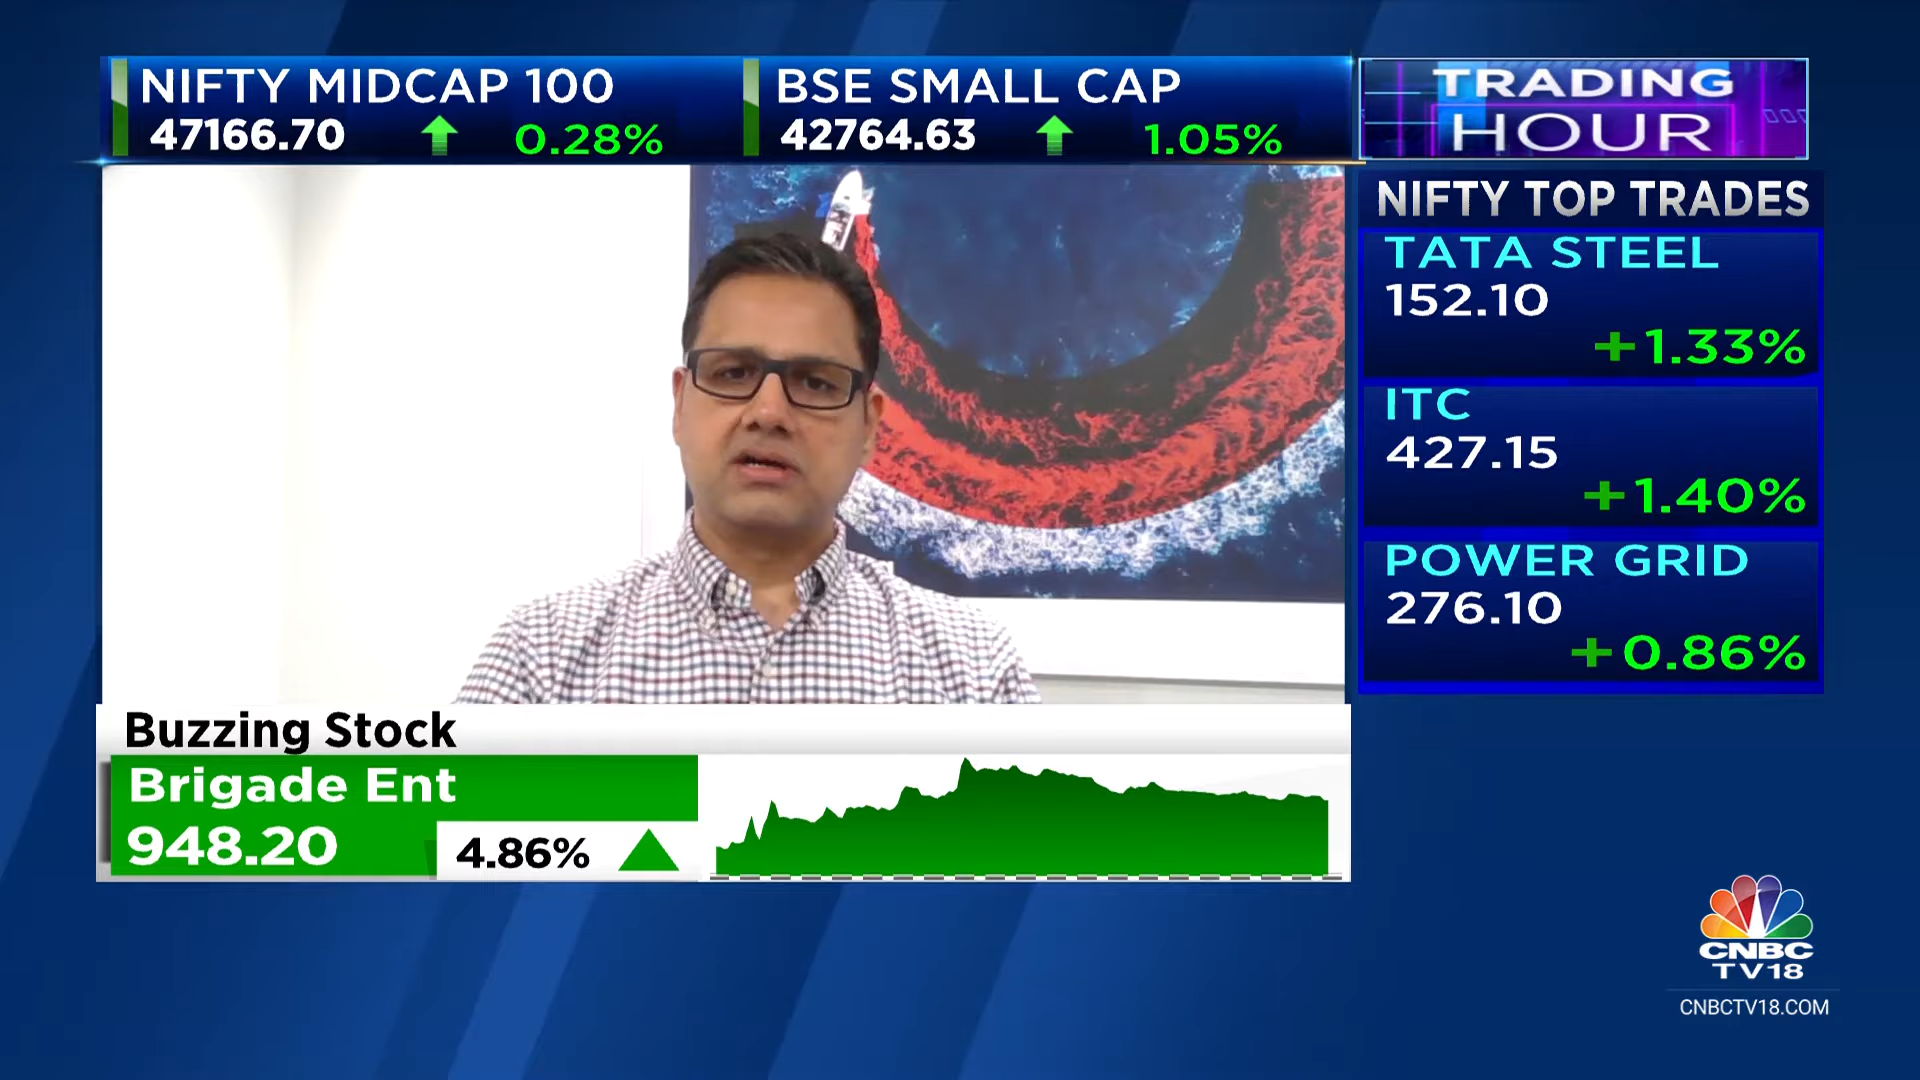 NIFTY MIDCAP 100
47166.70 0.28%
BSE SMALL CAP
42764.63 1.05%
TRADING
HOUR
NIFTY TOP TRADES
TATA STEEL
152.10
+1.33%
ITC
427.15
+1.40%
POWER GRID
276.10
+0.86%
Buzzing Stock
Brigade Ent
948.20
4.86%
CNBC
TV18
CNBCTV18.COM